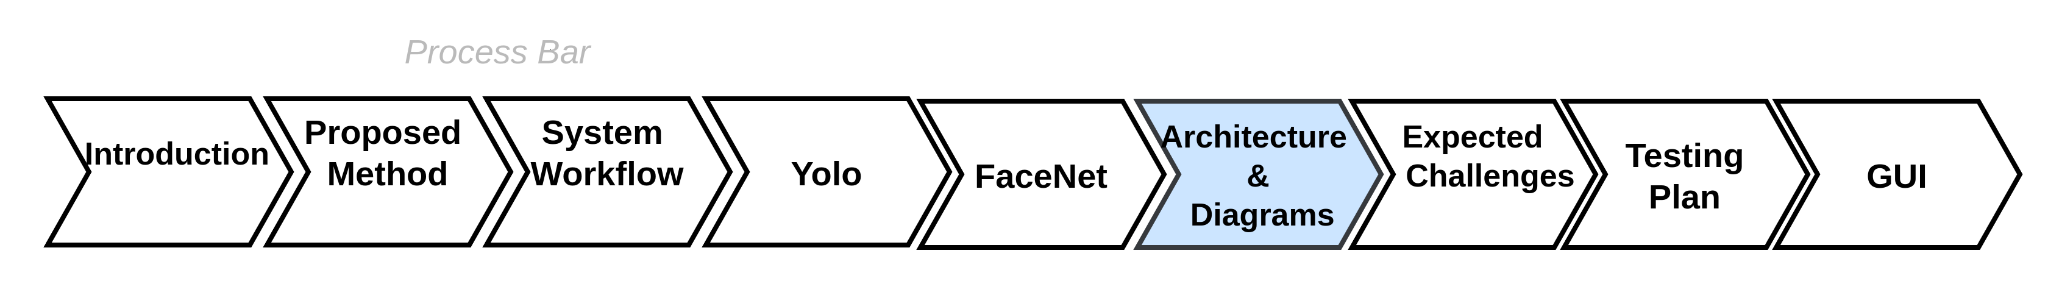 Process Bar
Introduction
Proposed
Method
System
Workflow
Yolo
FaceNet
Architecture
&
Diagrams
Expected
Challenges
Testing
Plan
GUI